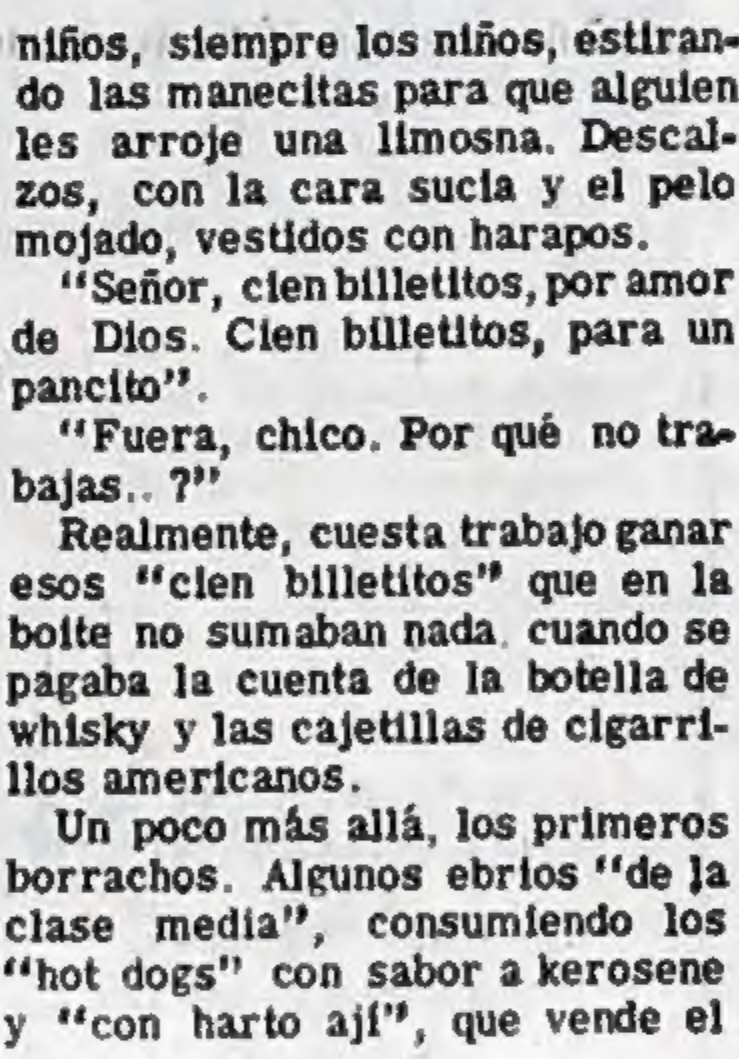 niños, siempre los niños, estiran-
do las manecitas para que alguien
les arroje una limosna. Descal-
zos, con la cara sucia y el pelo
mojado, vestidos con harapos.
"Señor, cien billetitos, por amor
de Dios. Cien billetitos, para un
pancito".
"Fuera, chico. Por qué no tra-
bajas.. ?"
Realmente, cuesta trabajo ganar
esos "cien billetitos" que en la
boite no sumaban nada. cuando se
pagaba la cuenta de la botella de
whisky y las cajetillas de cigarri-
llos americanos.
Un poco más allá, los primeros
borrachos. Algunos ebrios "de la
clase media", consumiendo los
"hot dogs" con sabor a kerosene
y "con harto ají", que vende el